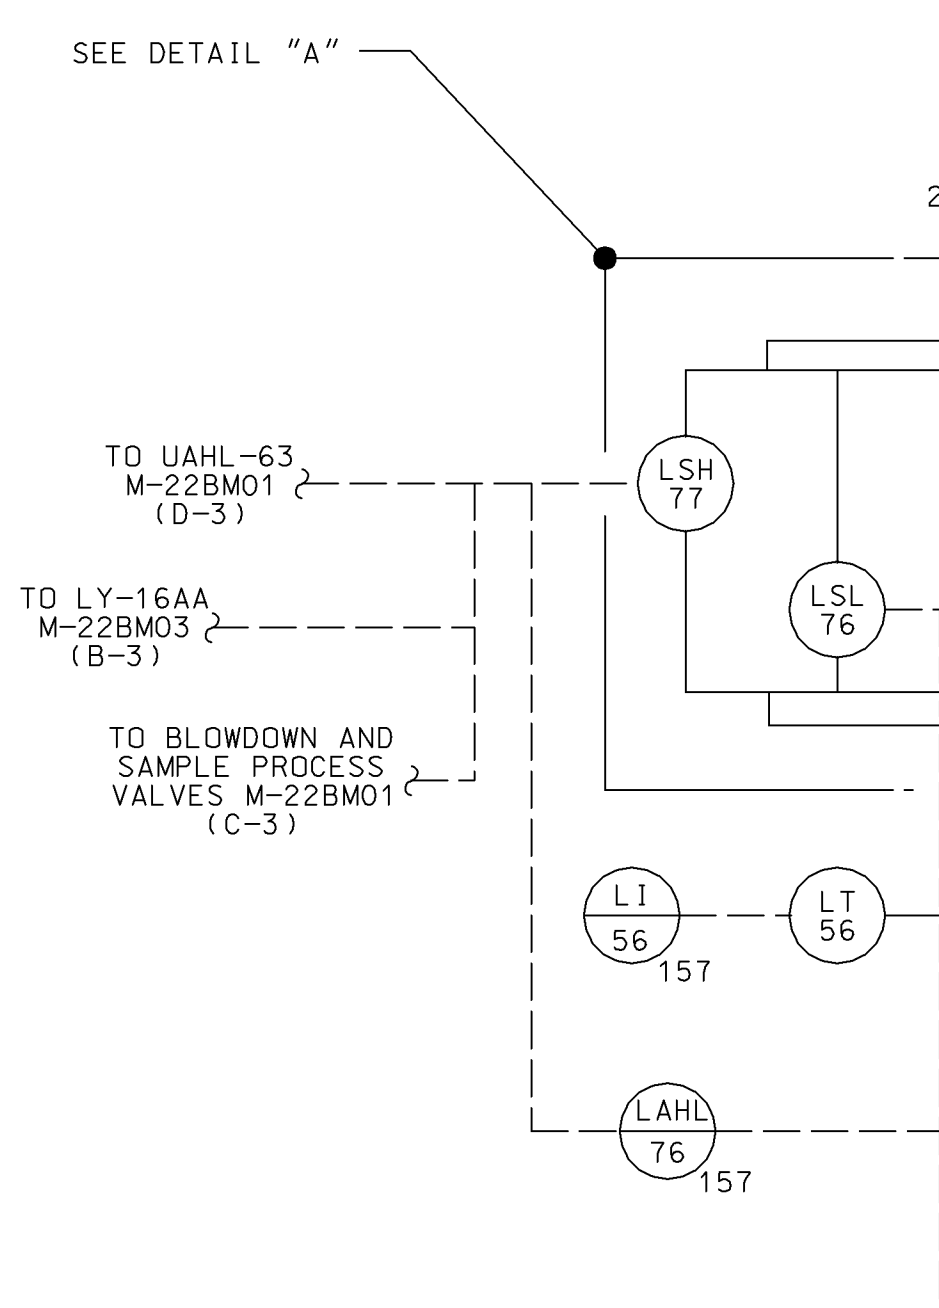 SEE DETAIL "A"
2
TO UAHL-63
M-22BM01
(D-3)
LSH
77
TO LY-16AA
M-22BM03
(B-3)
LSL
76
TO BLOWDOWN AND
SAMPLE PROCESS
VALVES M-22BM01
(C-3)
LI
56
157
LT
56
LAHL
76
157